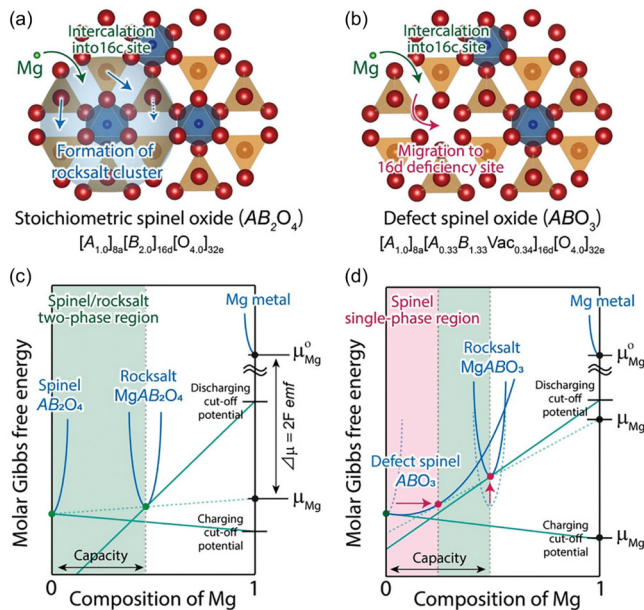 (a)
Intercalation
into16c site
Mg
Formation of
rocksalt cluster
Stoichiometric spinel oxide (AB₂O₄)
[A₁.₀]₈ₐ[B₂.₀]₁₆d[O₄.₀]₃₂ₑ
(b)
Intercalation
into16c site
Mg
Migration to
16d deficiency site
Defect spinel oxide (ABO₃)
[A₁.₀]₈ₐ[A₀.₃₃B₁.₃₃Vac₀.₃₄]₁₆d[O₄.₀]₃₂ₑ
(c)
Spinel/rocksalt
two-phase region
Mg metal
μ°Mg
Rocksalt
MgAB₂O₄
Spinel
AB₂O₄
Discharging
cut-off
potential
Δμ = 2F emf
μMg
Charging
cut-off
potential
Capacity
Molar Gibbs free energy
0
1
Composition of Mg
(d)
Spinel
single-phase region
Mg metal
μ°Mg
Rocksalt
MgABO₃
Discharging
cut-off
potential
μMg
Defect spinel
ABO₃
Charging
cut-off
potential
μMg
Capacity
Molar Gibbs free energy
0
1
Composition of Mg